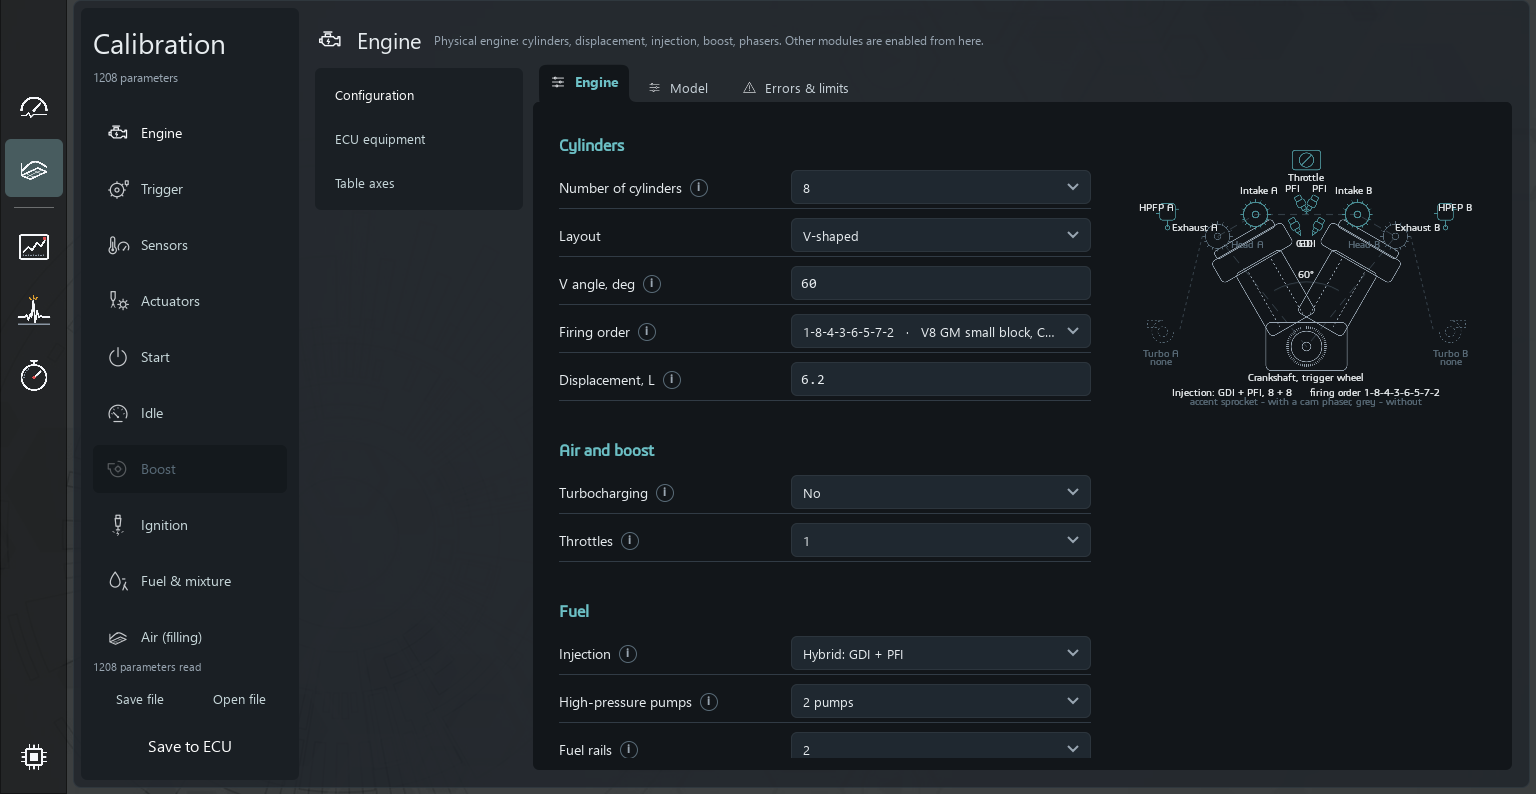 Calibration
1208 parameters
Engine
Trigger
Sensors
Actuators
Start
Idle
Boost
Ignition
Fuel & mixture
Air (filling)
1208 parameters read
Save file
Open file
Save to ECU
Engine
Physical engine: cylinders, displacement, injection, boost, phasers. Other modules are enabled from here.
Configuration
ECU equipment
Table axes
Engine
Model
Errors & limits
Cylinders
Number of cylinders
8
Layout
V-shaped
V angle, deg
60
Firing order
1-8-4-3-6-5-7-2 · V8 GM small block, C...
Displacement, L
6.2
Air and boost
Turbocharging
No
Throttles
1
Fuel
Injection
Hybrid: GDI + PFI
High-pressure pumps
2 pumps
Fuel rails
2
Throttle
PFI PFI
Intake A
Intake B
HPFP A
HPFP B
Exhaust A
Exhaust B
Head A
Head B
60°
Turbo A
none
Turbo B
none
Crankshaft, trigger wheel
Injection: GDI + PFI, 8 + 8 firing order 1-8-4-3-6-5-7-2
accent sprocket - with a cam phaser, grey - without